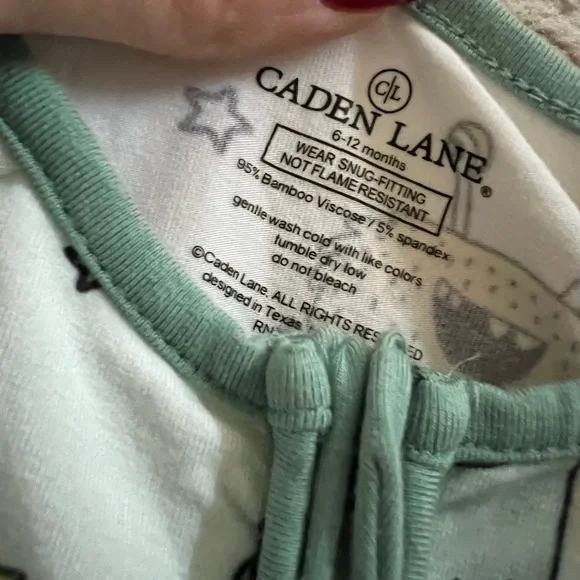 C|L
CADEN LANE®
6-12 months
WEAR SNUG-FITTING
NOT FLAME RESISTANT
95% Bamboo Viscose / 5% spandex
gentle wash cold with like colors
tumble dry low
do not bleach
©Caden Lane. ALL RIGHTS
designed in Texas